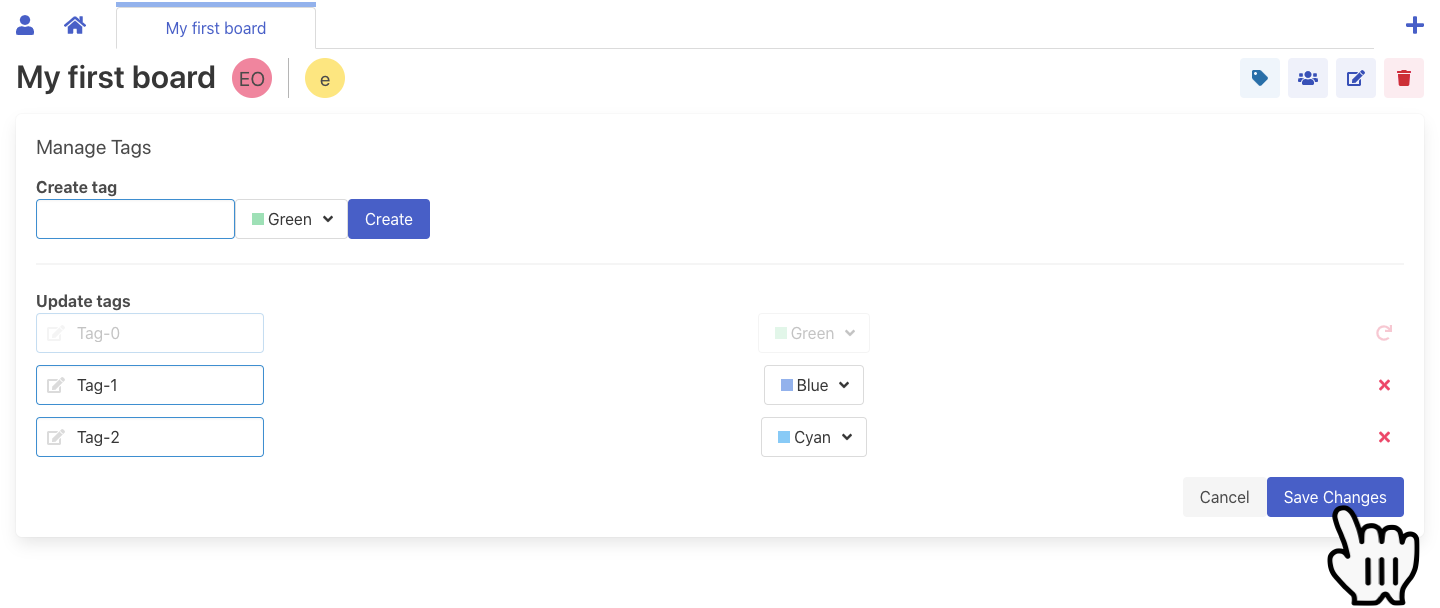 My first board
My first board EO e
Manage Tags
Create tag
Green Create
Update tags
Tag-0 Green
Tag-1 Blue
Tag-2 Cyan
Cancel Save Changes